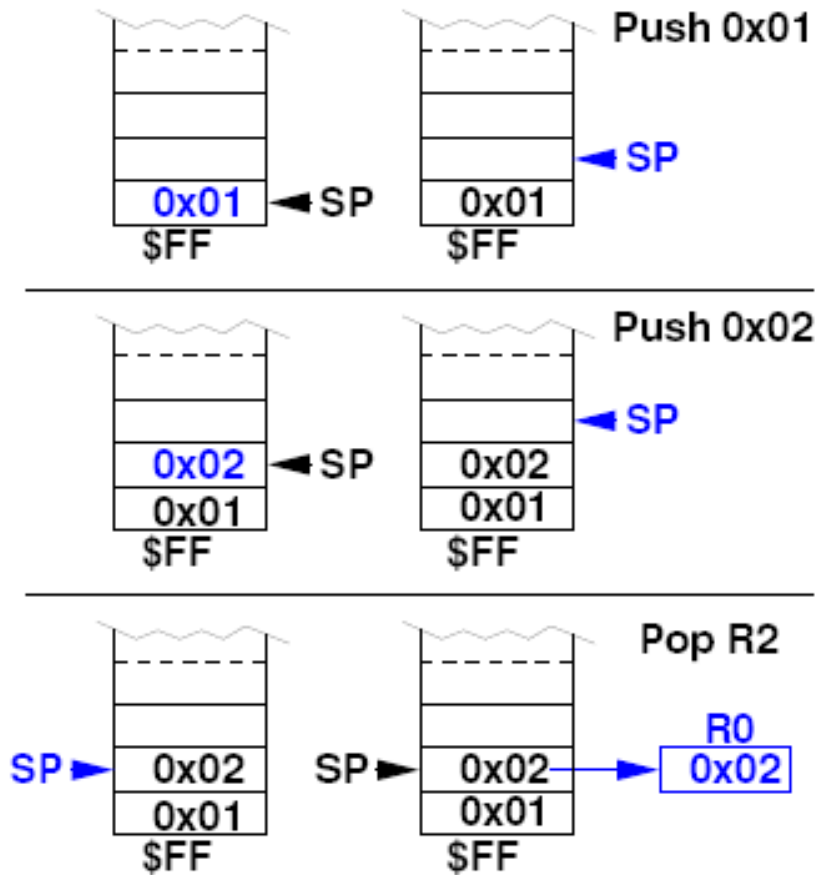 Push 0x01
SP
0x01 SP 0x01
$FF $FF
Push 0x02
SP
0x02 SP 0x02
0x01 0x01
$FF $FF
Pop R2
R0
SP 0x02 SP 0x02 0x02
0x01 0x01
$FF $FF